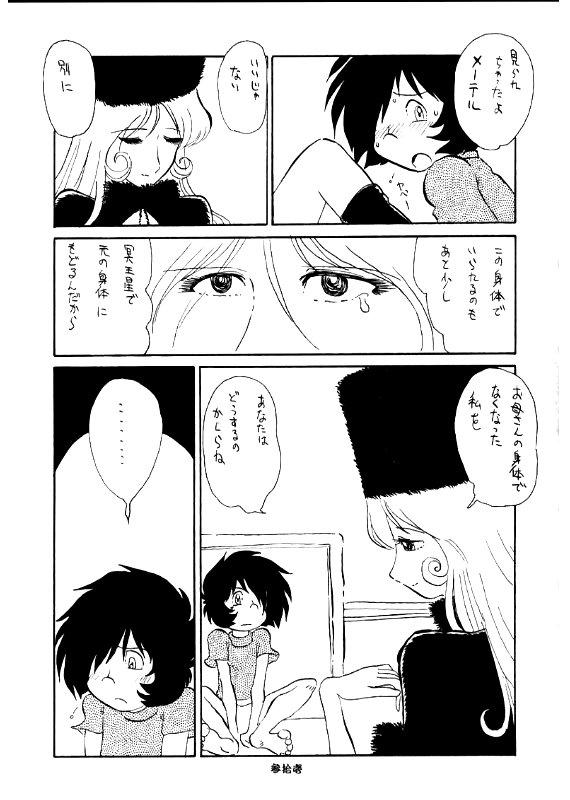 見られ
ちゃったよ
メーテル
いいじゃ
ない
別に
この身体で
いられるのも
あと少し
冥王星で
元の身体に
もどるんだから
お母さんの身体で
なくなった
私を
あなたは
どうするの
かしらね
・・・・・・・
参拾壱